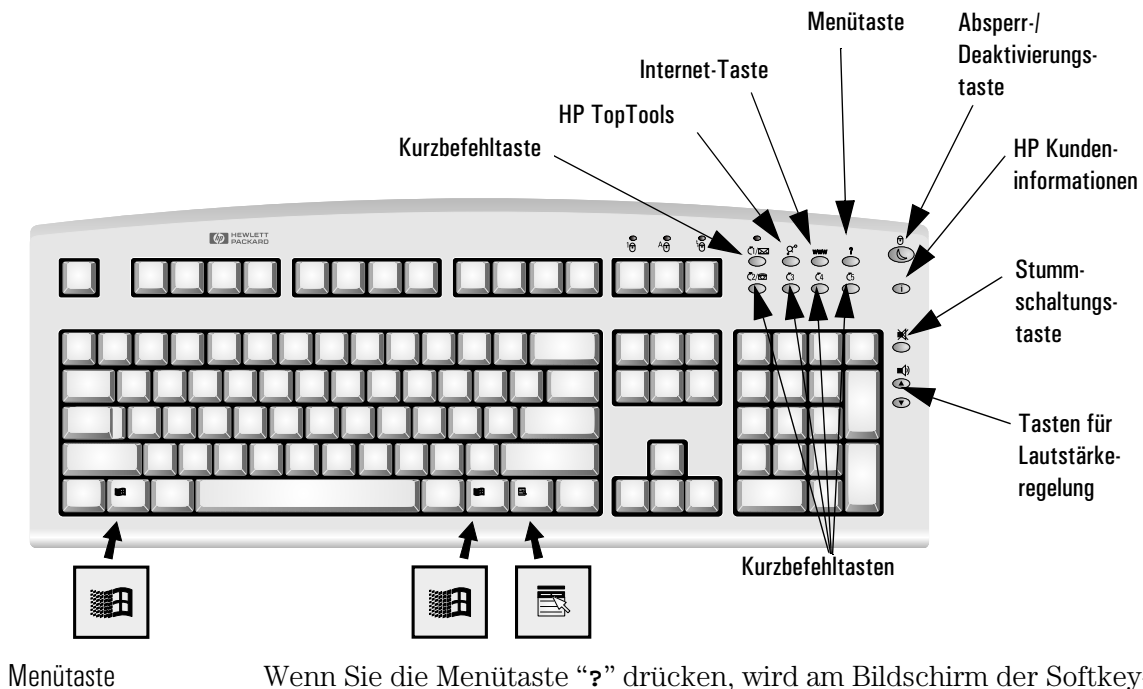 Menütaste
Absperr-/
Deaktivierungs-
taste
Internet-Taste
HP TopTools
Kurzbefehltaste
HP Kunden-
informationen
HEWLETT
PACKARD
WWW
?
Stumm-
schaltungs-
taste
Tasten für
Lautstärke-
regelung
Kurzbefehltasten
Menütaste
Wenn Sie die Menütaste “?” drücken, wird am Bildschirm der Softkey